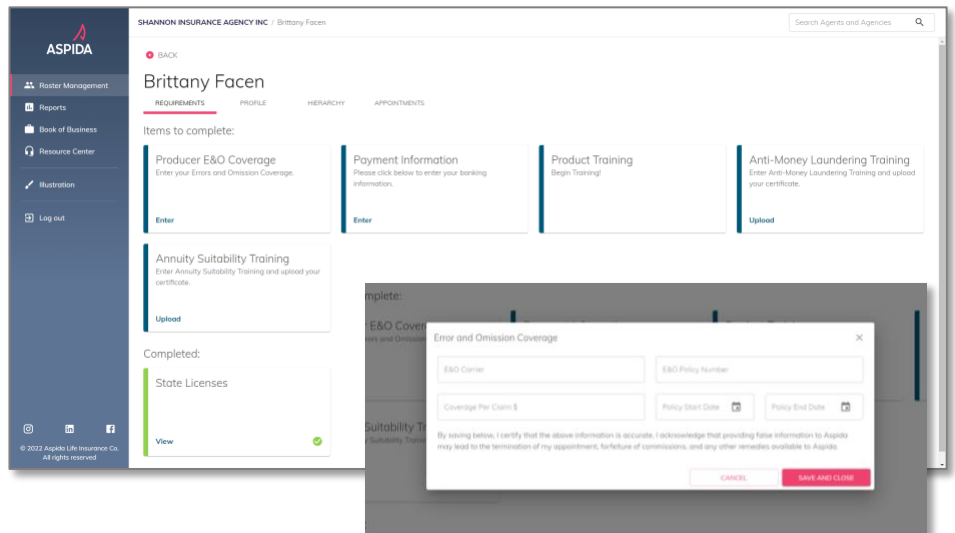 ASPIDA
Roster Management
Reports
Book of Business
Resource Center
Illustration
Log out
© 2022 Aspida Life Insurance Co.
All rights reserved
SHANNON INSURANCE AGENCY INC / Brittany Facen
Search Agents and Agencies
BACK
Brittany Facen
REQUIREMENTS PROFILE HIERARCHY APPOINTMENTS
Items to complete:
Producer E&O Coverage
Enter your Errors and Omission Coverage.
Enter
Payment Information
Please click below to enter your banking
information.
Enter
Product Training
Begin Training!
Anti-Money Laundering Training
Enter Anti-Money Laundering Training and upload
your certificate.
Upload
Annuity Suitability Training
Enter Annuity Suitability Training and upload your
certificate.
Upload
Completed:
State Licenses
View
mplete:
E&O Cover
Suitability Tr
Error and Omission Coverage
E&O Carrier E&O Policy Number
Coverage Per Claim $ Policy Start Date Policy End Date
By saving below, I certify that the above information is accurate. I acknowledge that providing false information to Aspida
may lead to the termination of my appointment, forfeiture of commissions, and any other remedies available to Aspida.
CANCEL SAVE AND CLOSE